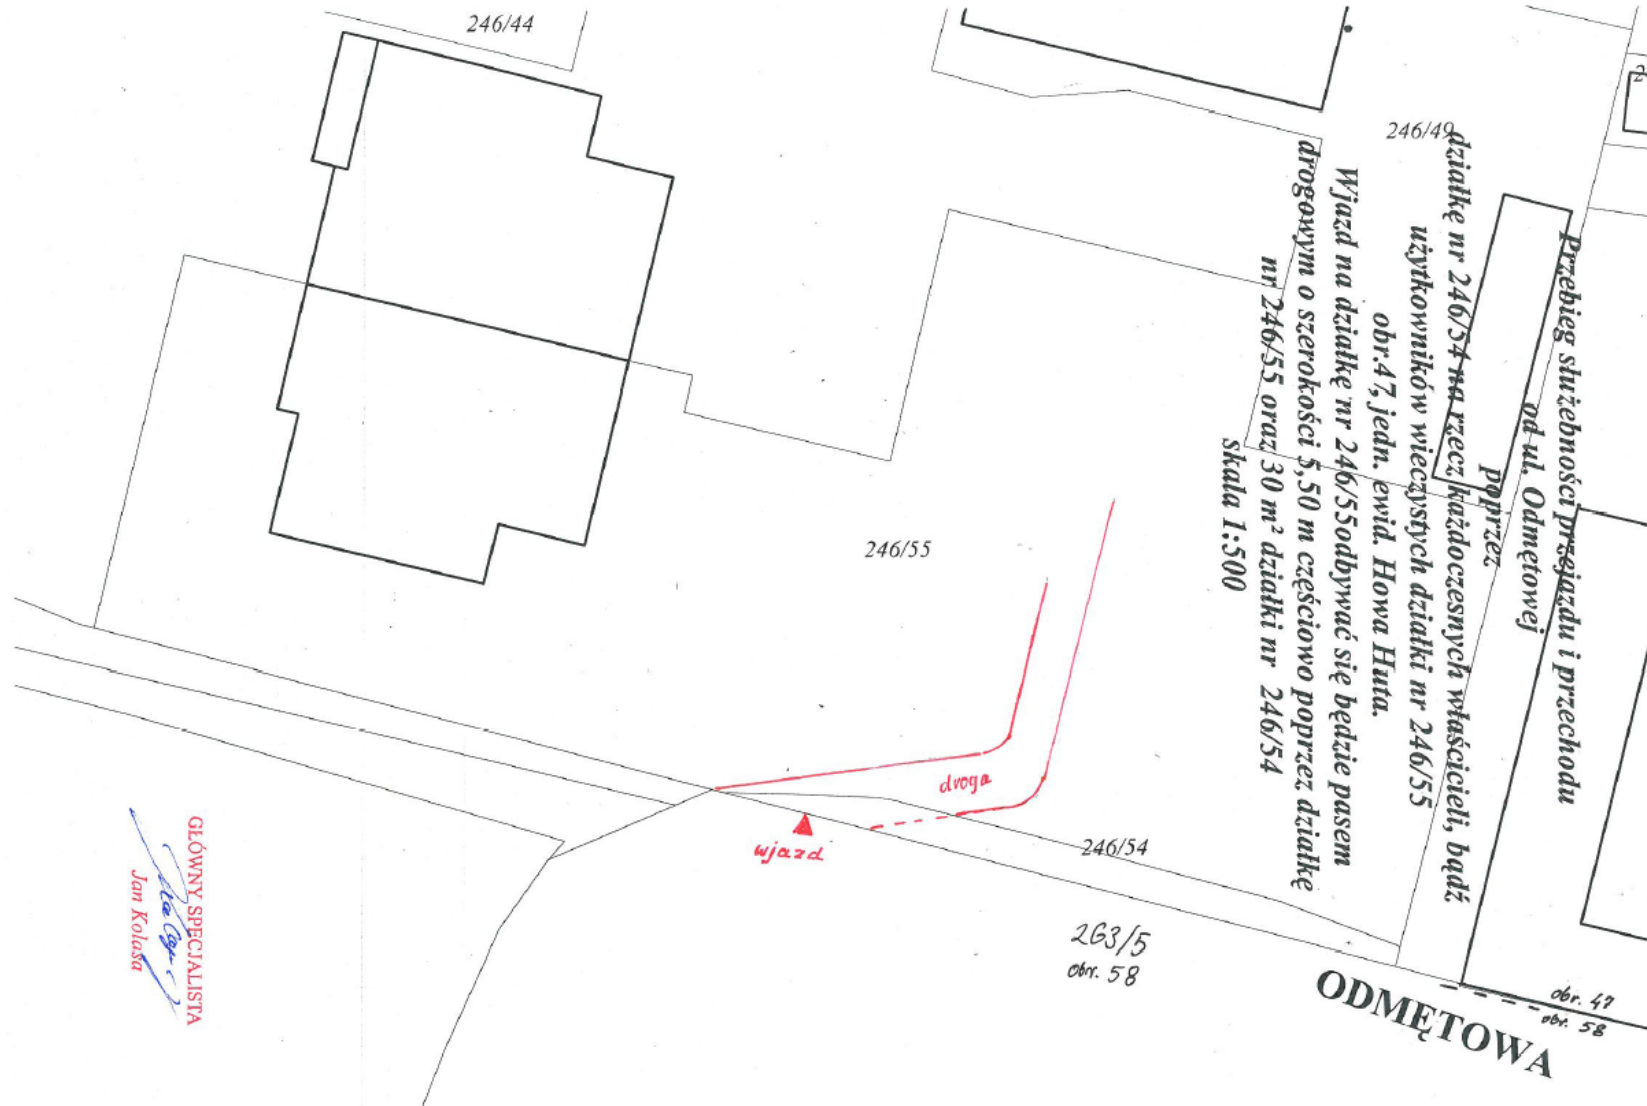 246/44
246/49
2
Przebieg służebności przejazdu i przechodu
od ul. Odmętowej
poprzez
działkę nr 246/54 na rzecz każdoczesnych właścicieli, bądź
użytkowników wieczystych działki nr 246/55
obr.47, jedn. ewid. Howa Huta.
Wjazd na działkę nr 246/55odbywać się będzie pasem
drogowym o szerokości 5,50 m częściowo poprzez działkę
nr 246/55 oraz 30 m² działki nr 246/54
skala 1:500
246/55
droga
wjazd
246/54
263/5
obr. 58
ODMĘTOWA
obr. 47
obr. 58
GŁÓWNY SPECJALISTA
Jan Kolasa